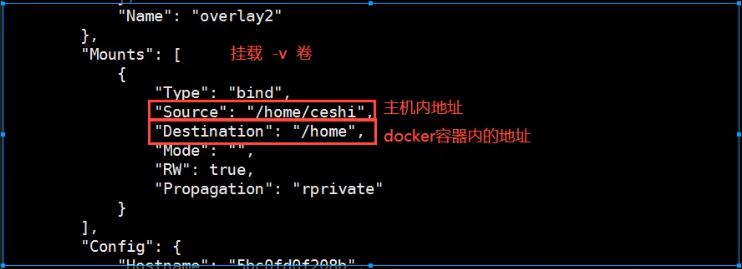 },
"Name": "overlay2"
},
"Mounts": [ 挂载 -v 卷
{
"Type": "bind",
"Source": "/home/ceshi", 主机内地址
"Destination": "/home", docker容器内的地址
"Mode": "",
"RW": true,
"Propagation": "rprivate"
}
],
"Config": {
"Hostname": "5bc0fd0f208b"